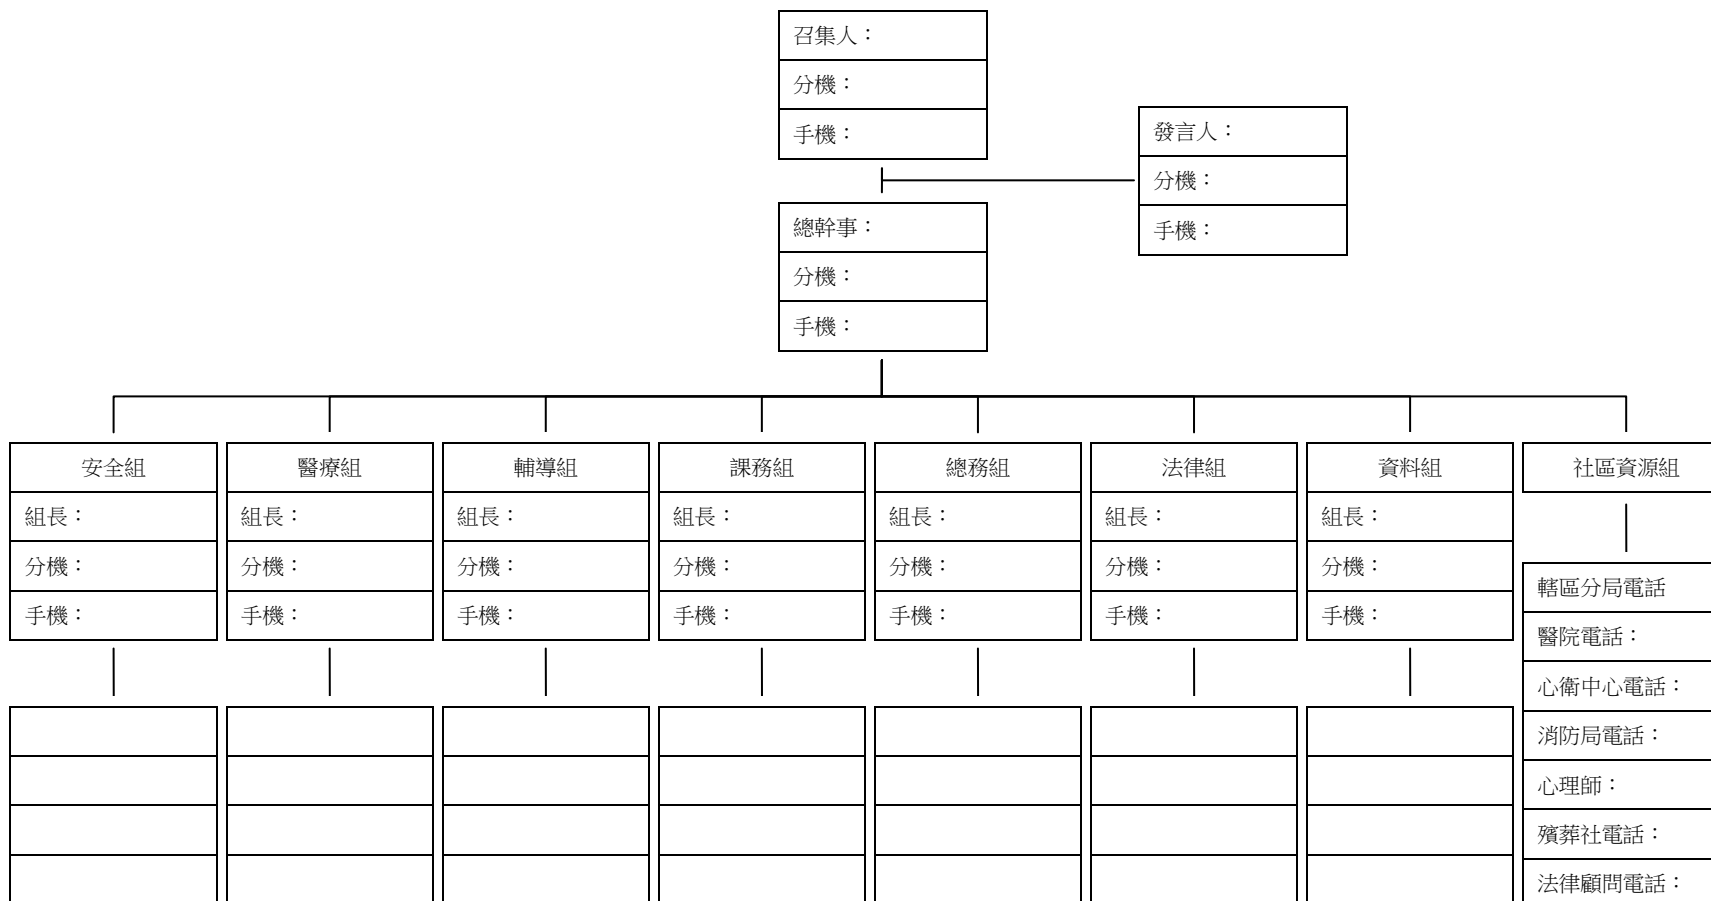 召集人：
分機：
手機：
發言人：
分機：
手機：
總幹事：
分機：
手機：
安全組
組長：
分機：
手機：
醫療組
組長：
分機：
手機：
輔導組
組長：
分機：
手機：
課務組
組長：
分機：
手機：
總務組
組長：
分機：
手機：
法律組
組長：
分機：
手機：
資料組
組長：
分機：
手機：
社區資源組
轄區分局電話
醫院電話：
心衛中心電話：
消防局電話：
心理師：
殯葬社電話：
法律顧問電話：